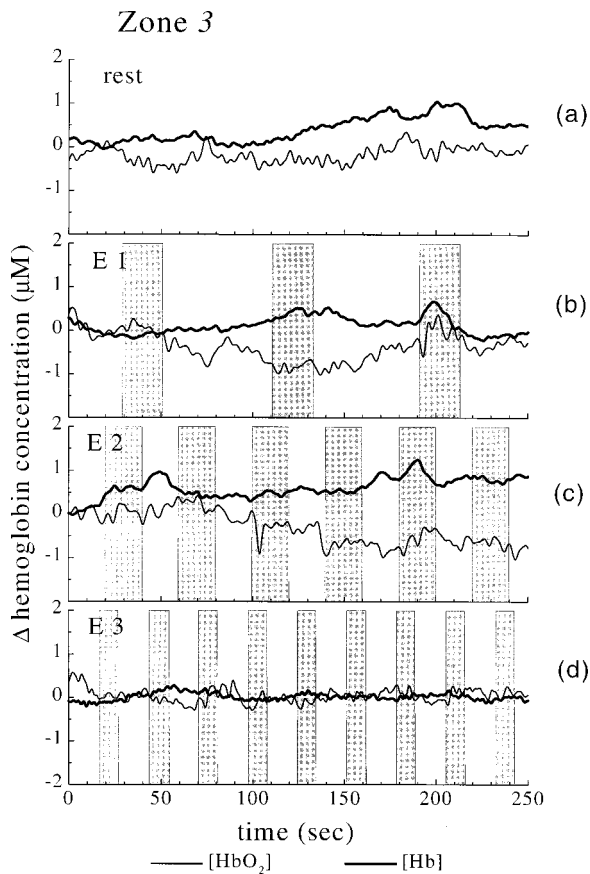 Zone 3
Δ hemoglobin concentration (μM)
2
rest
1
0
-1
(a)
2
E 1
1
0
-1
(b)
2
E 2
1
0
-1
(c)
2
E 3
1
0
-1
-2
(d)
0 50 100 150 200 250
time (sec)
[HbO₂] [Hb]